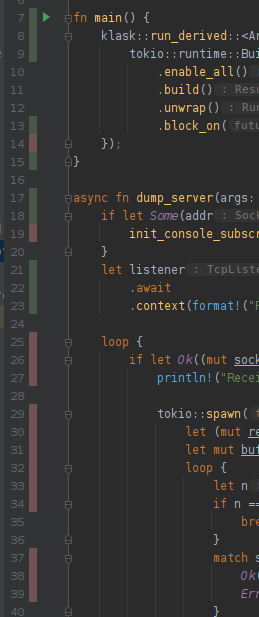 7 fn main() {
8 klask::run_derived::<Ar
9 tokio::runtime::Bui
10 .enable_all()
11 .build() : Resu
12 .unwrap() : Run
13 .block_on( futu
14 });
15 }
16
17 async fn dump_server(args:
18 if let Some(addr : Sock
19 init_console_subscr
20 }
21 let listener : TcpListe
22 .await
23 .context(format!("F
24
25 loop {
26 if let Ok((mut sock
27 println!("Recei
28
29 tokio::spawn( f
30 let (mut re
31 let mut buf
32 loop {
33 let n
34 if n ==
35 bre
36 }
37 match s
38 Ok(
39 Err
40 }